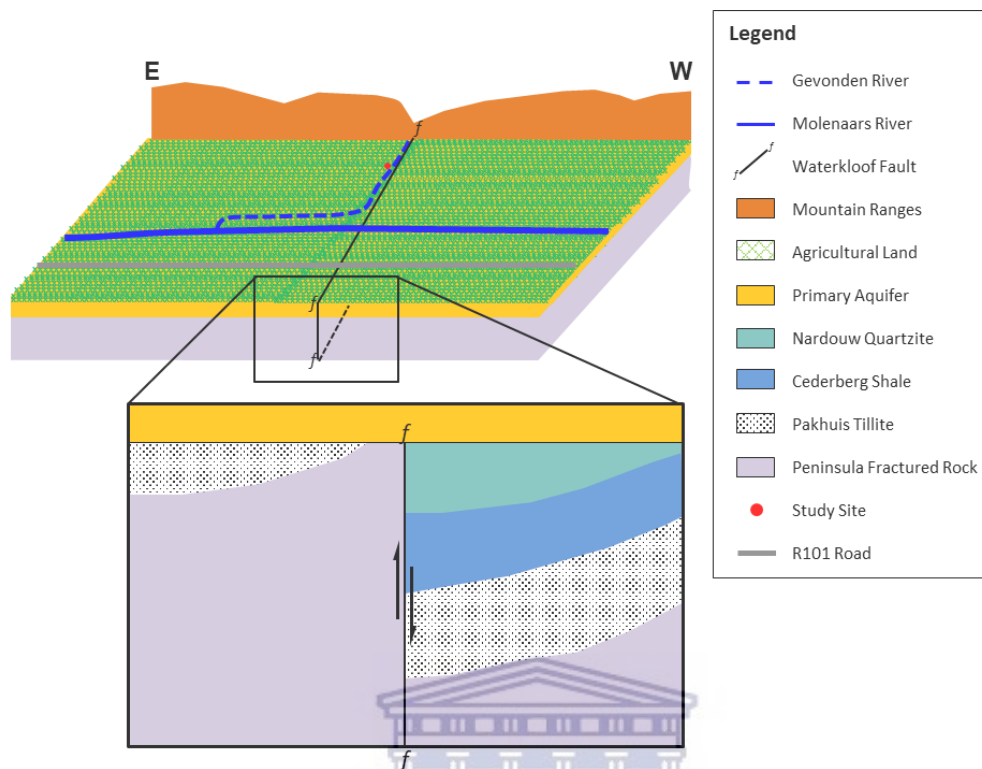 E
W
f
f
f
f
f
Legend
Gevonden River
Molenaars River
f
f
Waterkloof Fault
Mountain Ranges
Agricultural Land
Primary Aquifer
Nardouw Quartzite
Cederberg Shale
Pakhuis Tillite
Peninsula Fractured Rock
Study Site
R101 Road